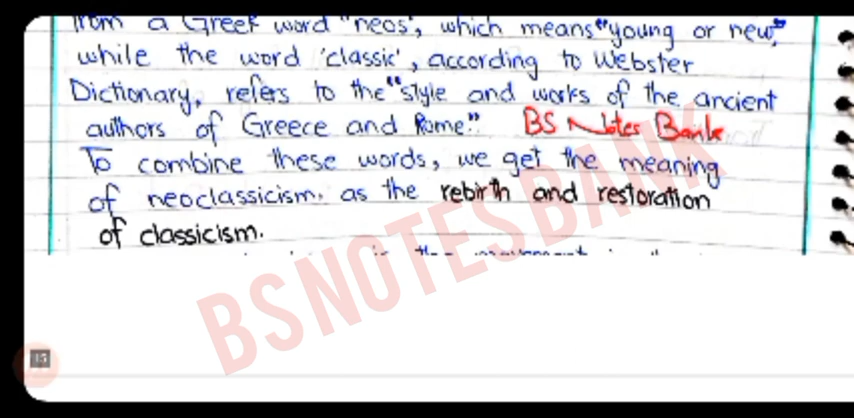 from a Greek word "neos', which means "young or new,"
while the word 'classic', according to Webster
Dictionary, refers to the "style and works of the ancient
authors of Greece and Rome". BS Notes Bank
To combine these words, we get the meaning
of neoclassicism. as the rebirth and restoration
of classicism.
BSNOTESBANK
15